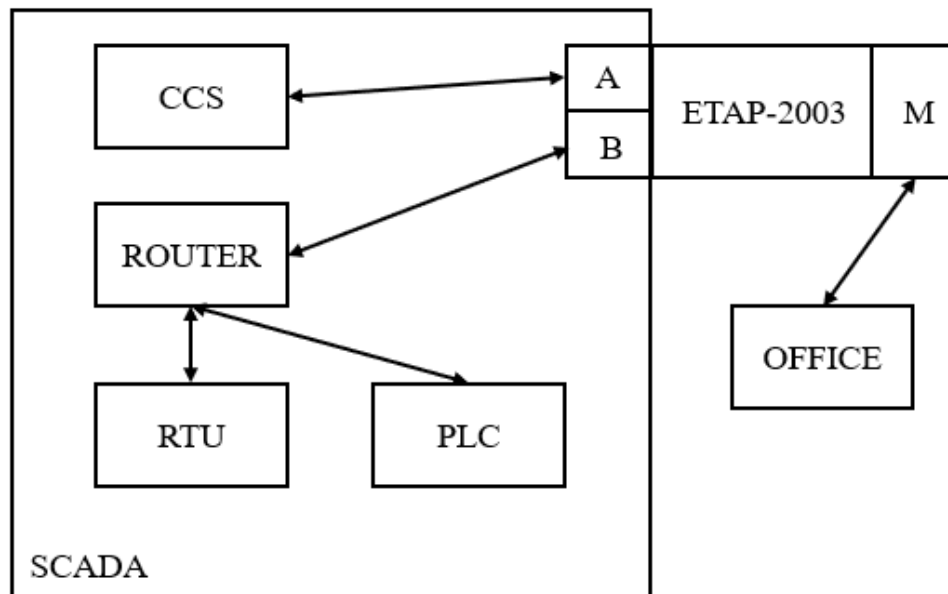 CCS
A
ETAP-2003
M
B
ROUTER
OFFICE
RTU
PLC
SCADA